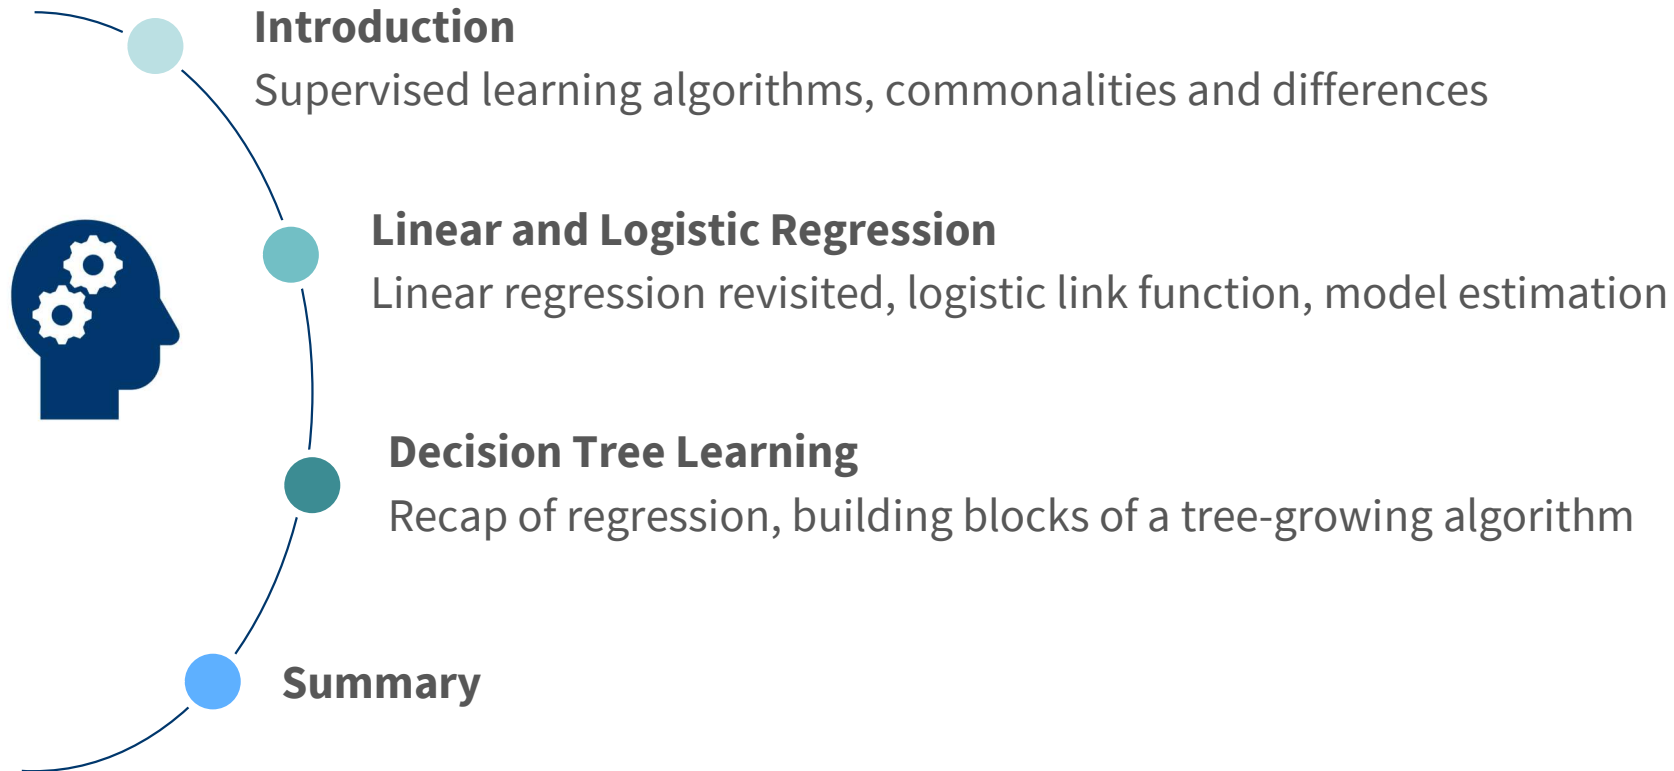 Introduction
Supervised learning algorithms, commonalities and differences
Linear and Logistic Regression
Linear regression revisited, logistic link function, model estimation
Decision Tree Learning
Recap of regression, building blocks of a tree-growing algorithm
Summary